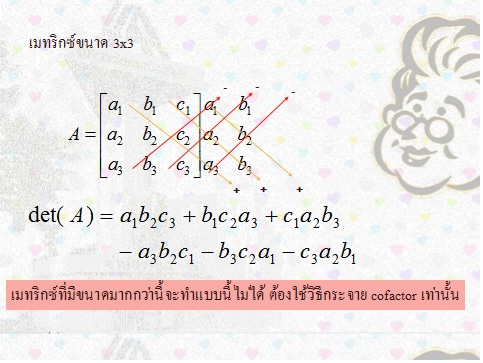 เมทริกซ์ขนาด 3x3
- - -
a₁ b₁ c₁ a₁ b₁
A = a₂ b₂ c₂ a₂ b₂
a₃ b₃ c₃ a₃ b₃
+ + +
det( A ) = a₁b₂c₃ + b₁c₂a₃ + c₁a₂b₃
− a₃b₂c₁ − b₃c₂a₁ − c₃a₂b₁
เมทริกซ์ที่มีขนาดมากกว่านี้ จะทำแบบนี้ ไม่ได้ ต้องใช้วิธีกระจาย cofactor เท่านั้น